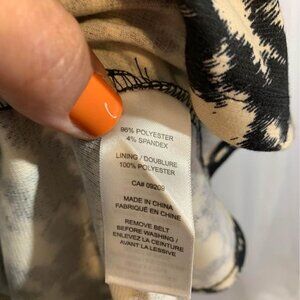 96% POLYESTER
4% SPANDEX
LINING / DOUBLURE
100% POLYESTER
CA# 09209
MADE IN CHINA
FABRIQUÉ EN CHINE
REMOVE BELT
BEFORE WASHING /
ENLEVEZ LA CEINTURE
AVANT LA LESSIVE